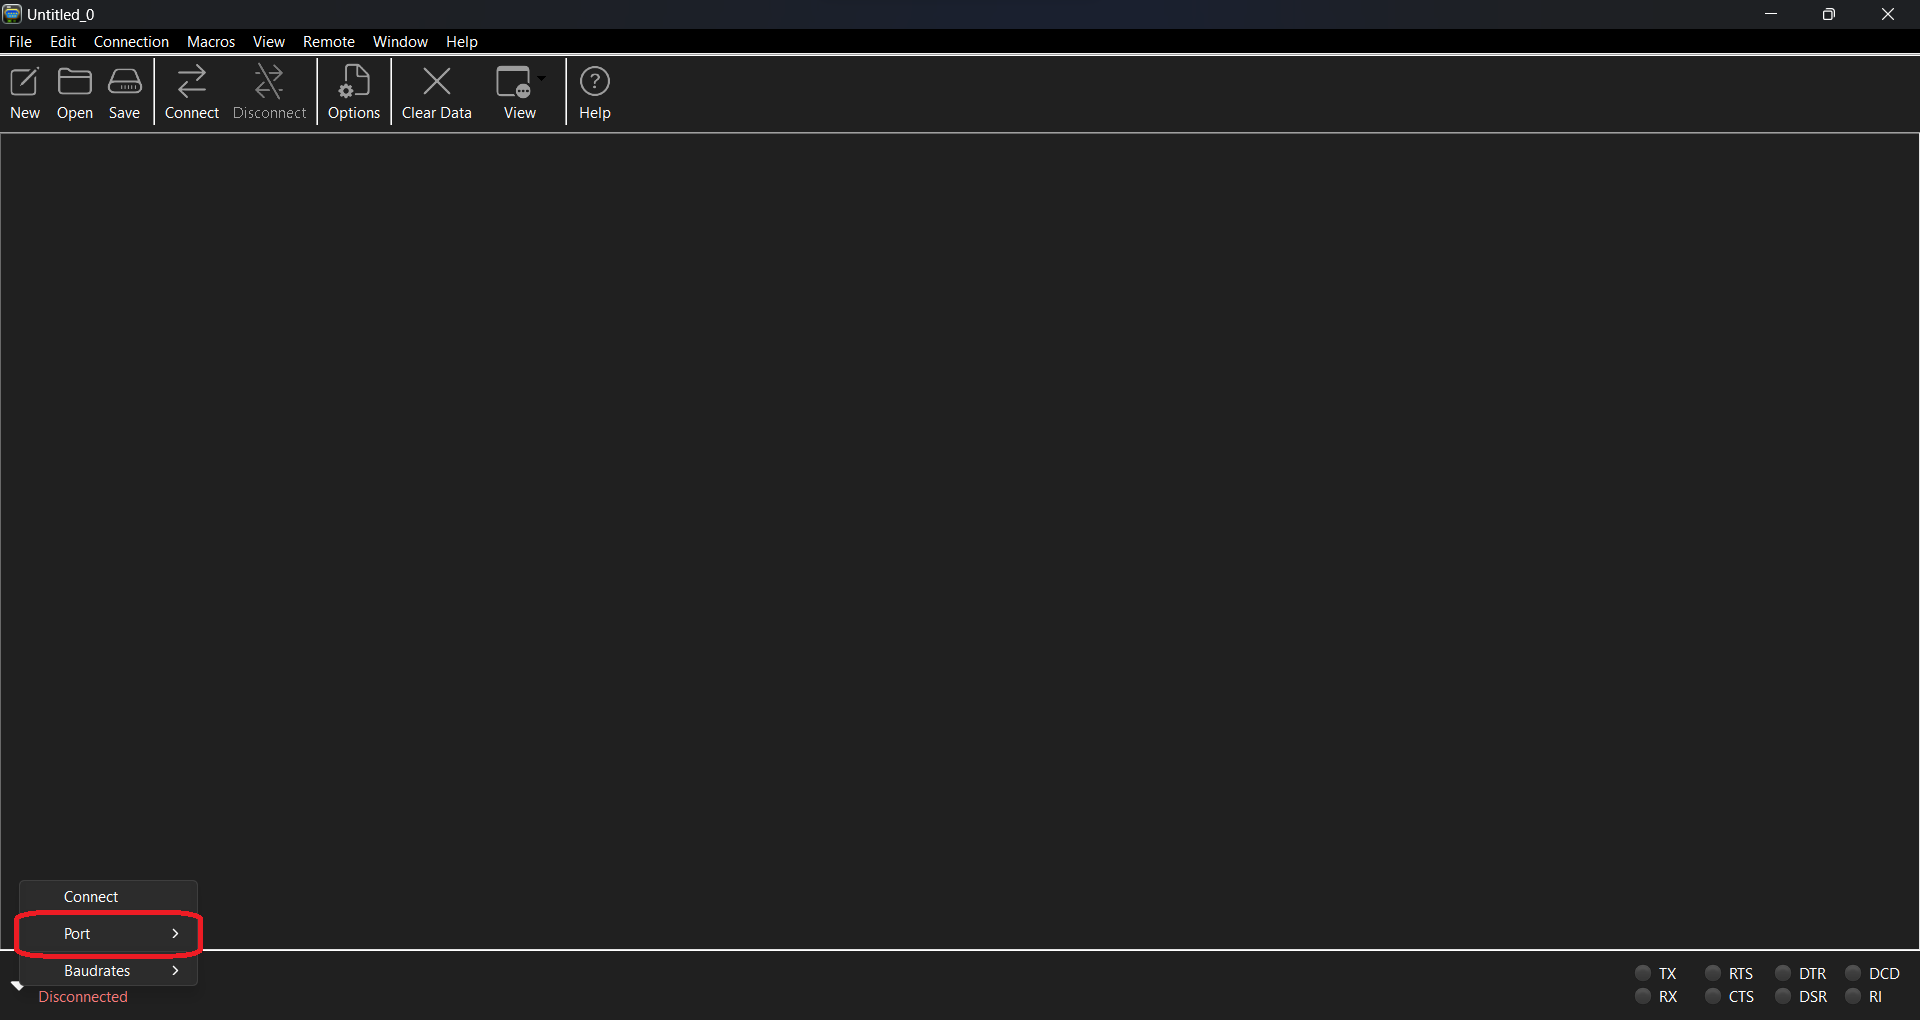 Untitled_0
File Edit Connection Macros View Remote Window Help
New Open Save Connect Disconnect Options Clear Data View Help
Connect
Port
Baudrates
Disconnected
TX RTS DTR DCD
RX CTS DSR RI